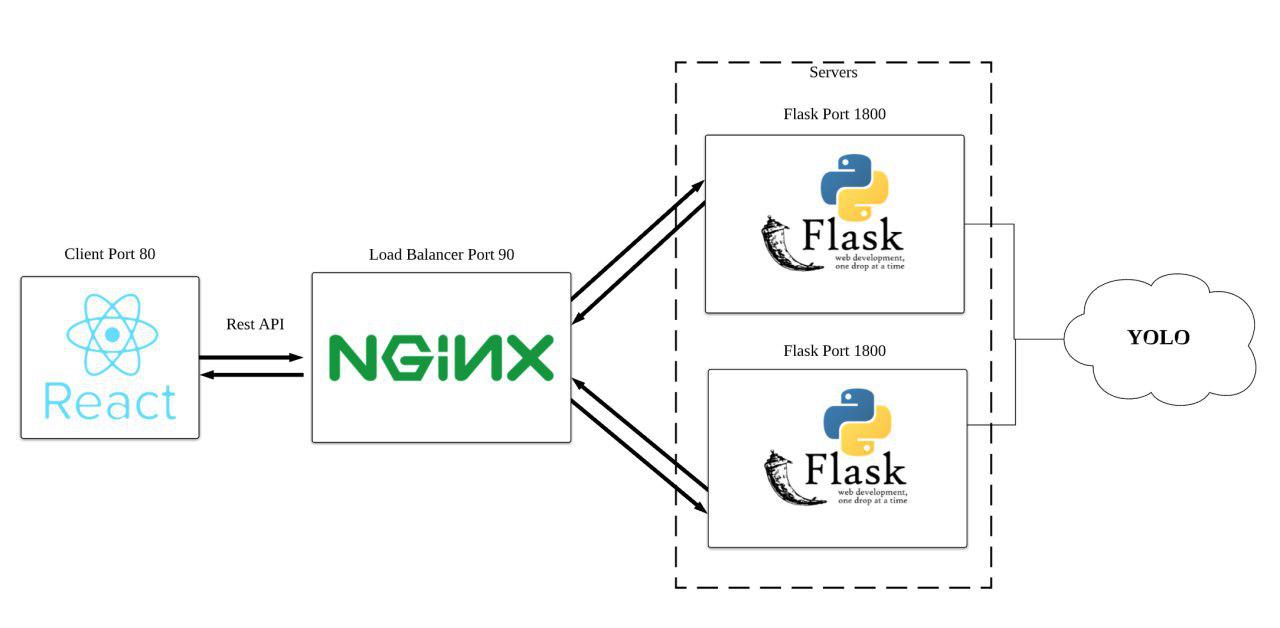 Servers
Flask Port 1800
Flask
web development,
one drop at a time
Client Port 80
React
Rest API
Load Balancer Port 90
NGiNX
Flask Port 1800
Flask
web development,
one drop at a time
YOLO